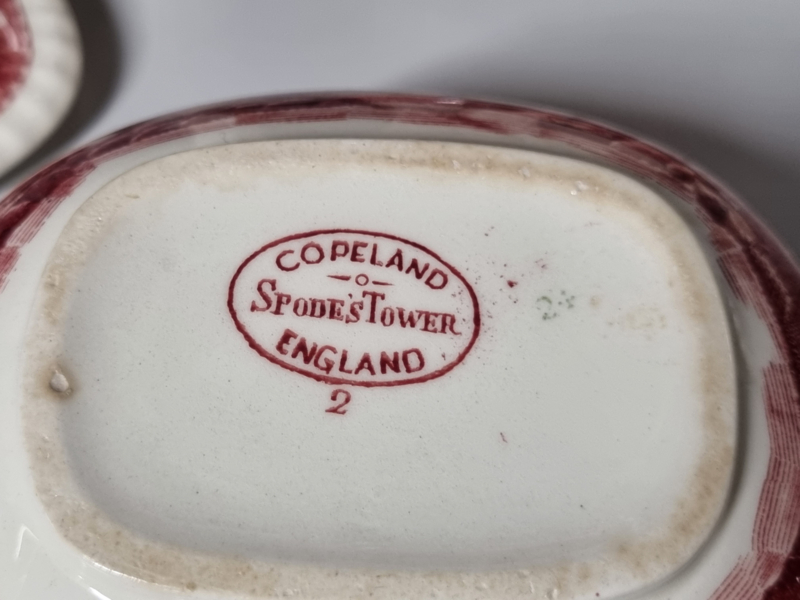 COPELAND
SPODE'S TOWER
ENGLAND
2